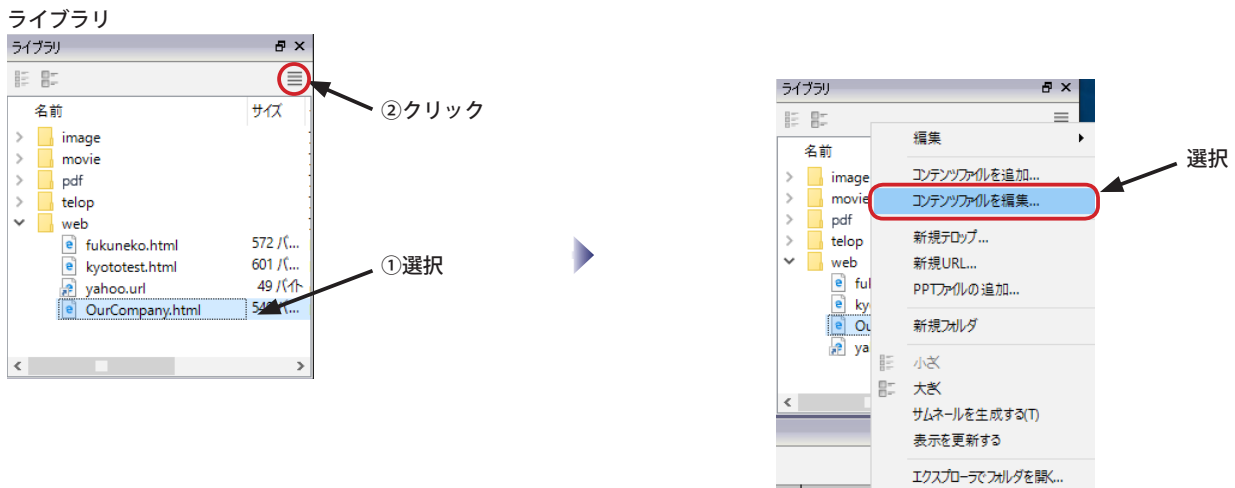 ライブラリ
ライブラリ
名前 サイズ
image
movie
pdf
telop
web
fukuneko.html 572 バ...
kyototest.html 601 バ...
yahoo.url 49 バイト
OurCompany.html
②クリック
①選択
ライブラリ
名前
image
movie
pdf
telop
web
ful
ky
Ou
ya
編集
コンテンツファイルを追加...
コンテンツファイルを編集...
新規テロップ...
新規URL...
PPTファイルの追加...
新規フォルダ
小さく
大きく
サムネールを生成する(T)
表示を更新する
エクスプローラでフォルダを開く...
選択